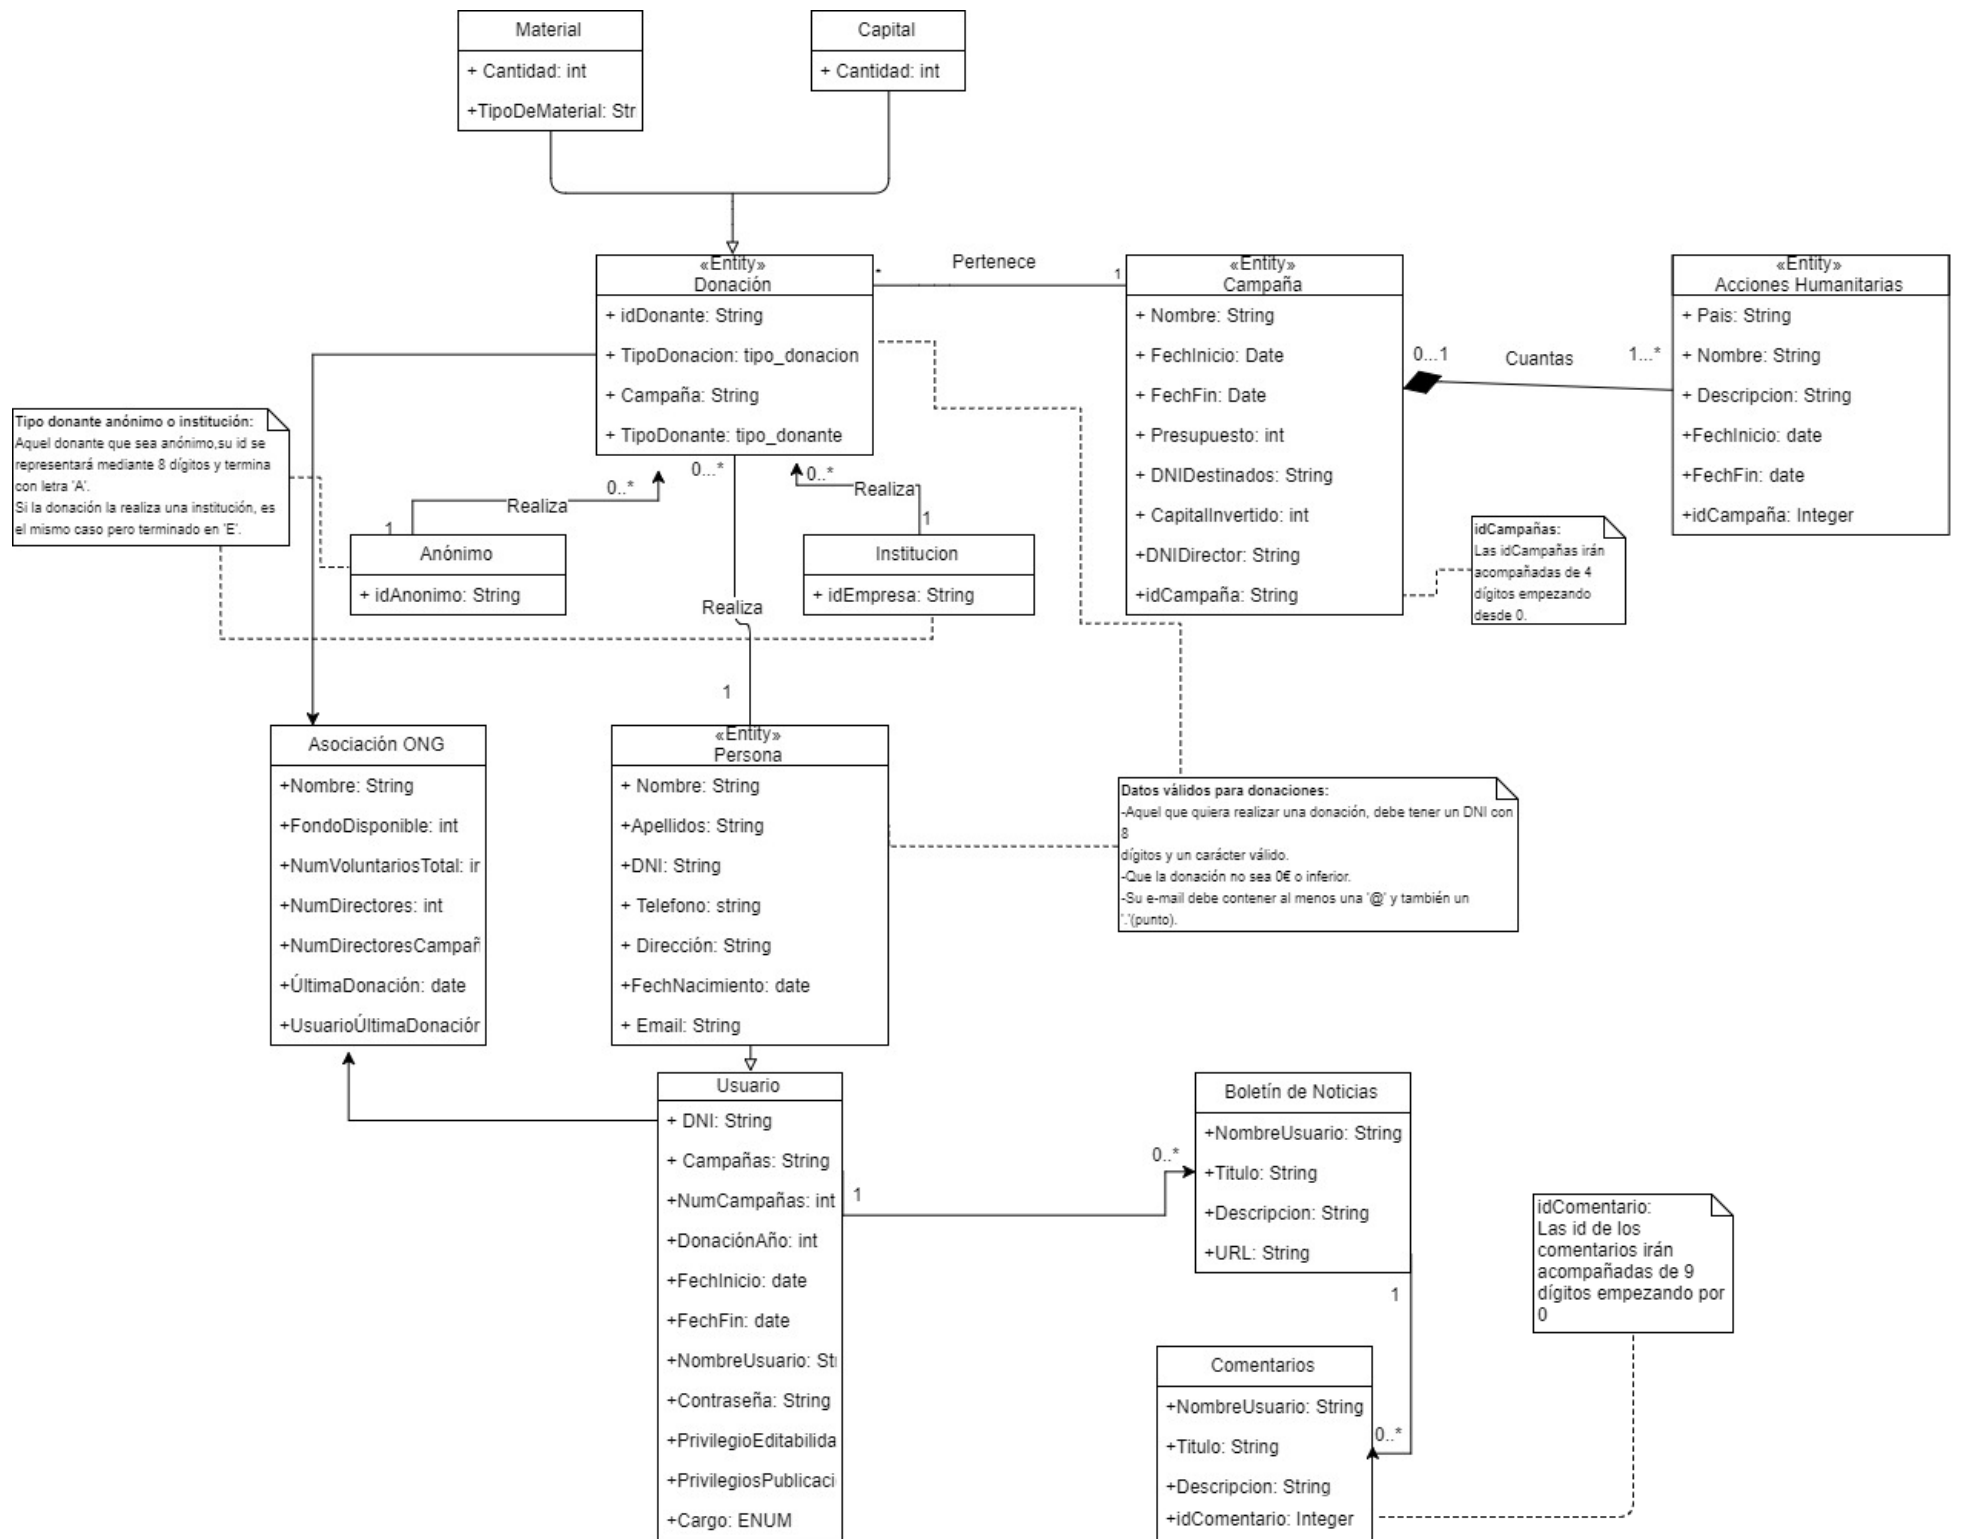 Material
+ Cantidad: int
+TipoDeMaterial: Str
Capital
+ Cantidad: int
«Entity»
Donación
+ idDonante: String
+ TipoDonacion: tipo_donacion
+ Campaña: String
+ TipoDonante: tipo_donante
*
Pertenece
1
«Entity»
Campaña
+ Nombre: String
+ FechInicio: Date
+ FechFin: Date
+ Presupuesto: int
+ DNIDestinados: String
+ CapitalInvertido: int
+DNIDirector: String
+idCampaña: String
0...1
Cuantas
1...*
«Entity»
Acciones Humanitarias
+ Pais: String
+ Nombre: String
+ Descripcion: String
+FechInicio: date
+FechFin: date
+idCampaña: Integer
Tipo donante anónimo o institución:
Aquel donante que sea anónimo,su id se
representará mediante 8 dígitos y termina
con letra 'A'.
Si la donación la realiza una institución, es
el mismo caso pero terminado en 'E'.
0..*
Realiza
1
0...*
0..*
Realiza
1
Anónimo
+ idAnonimo: String
Institucion
+ idEmpresa: String
idCampañas:
Las idCampañas irán
acompañadas de 4
dígitos empezando
desde 0.
Realiza
1
Asociación ONG
+Nombre: String
+FondoDisponible: int
+NumVoluntariosTotal: ir
+NumDirectores: int
+NumDirectoresCampañ
+ÚltimaDonación: date
+UsuarioÚltimaDonación
«Entity»
Persona
+ Nombre: String
+Apellidos: String
+DNI: String
+ Telefono: string
+ Dirección: String
+FechNacimiento: date
+ Email: String
Datos válidos para donaciones:
-Aquel que quiera realizar una donación, debe tener un DNI con
8
dígitos y un carácter válido.
-Que la donación no sea 0€ o inferior.
-Su e-mail debe contener al menos una '@' y también un
'.'(punto).
Usuario
+ DNI: String
+ Campañas: String
+NumCampañas: int
+DonaciónAño: int
+FechInicio: date
+FechFin: date
+NombreUsuario: Str
+Contraseña: String
+PrivilegioEditabilida
+PrivilegiosPublicaci
+Cargo: ENUM
1
0..*
Boletín de Noticias
+NombreUsuario: String
+Titulo: String
+Descripcion: String
+URL: String
1
0..*
Comentarios
+NombreUsuario: String
+Titulo: String
+Descripcion: String
+idComentario: Integer
idComentario:
Las id de los
comentarios irán
acompañadas de 9
dígitos empezando por
0